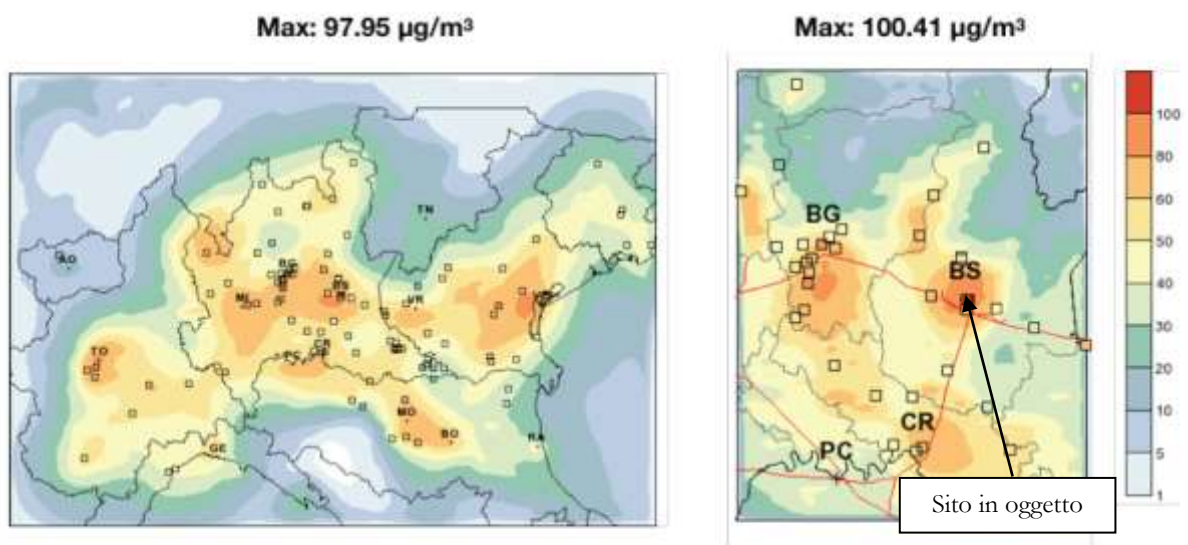 Max: 97.95 µg/m³
Max: 100.41 µg/m³
TN
AO
BG
BS
MI
VR
TO
CR
PC
MO
BO
GE
RA
BG
BS
CR
PC
100
80
60
50
40
30
20
10
5
1
Sito in oggetto